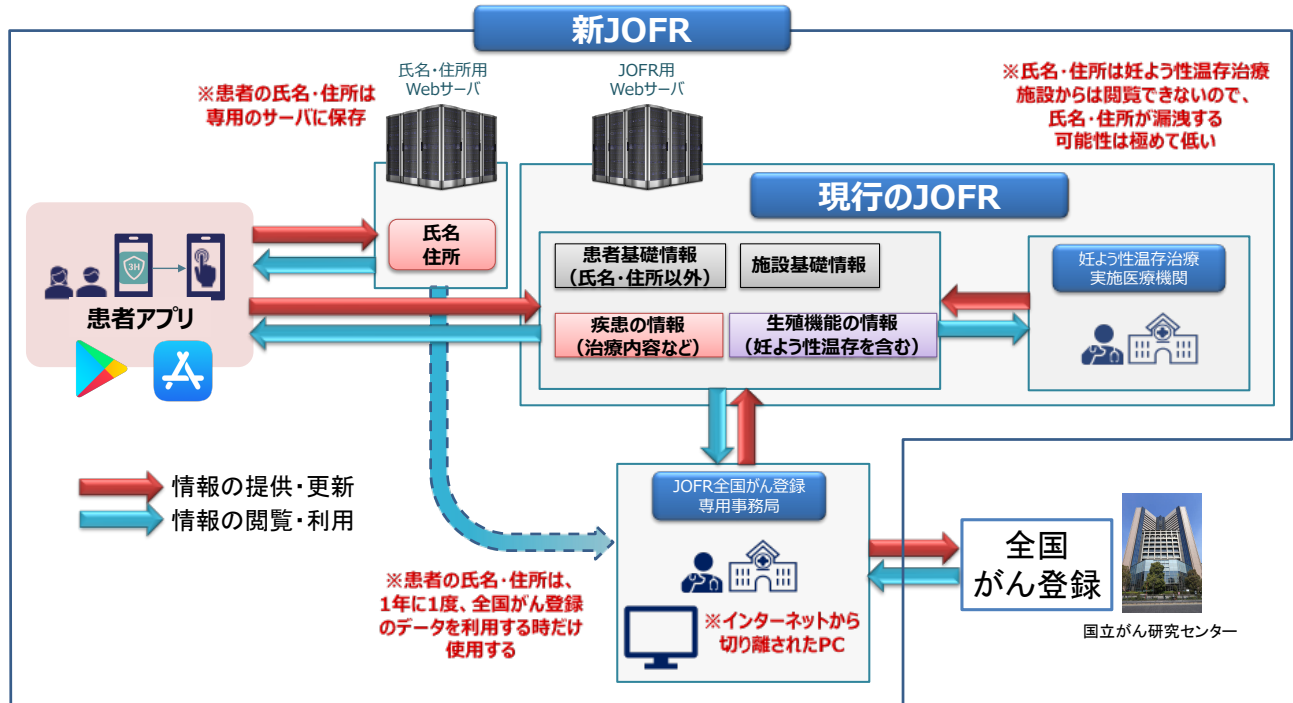 新JOFR
氏名・住所用
Webサーバ
JOFR用
Webサーバ
※患者の氏名・住所は
専用のサーバに保存
※氏名・住所は妊よう性温存治療
施設からは閲覧できないので、
氏名・住所が漏洩する
可能性は極めて低い
現行のJOFR
氏名
住所
患者基礎情報
（氏名・住所以外）
施設基礎情報
疾患の情報
（治療内容など）
生殖機能の情報
（妊よう性温存を含む）
妊よう性温存治療
実施医療機関
3H
患者アプリ
情報の提供・更新
情報の閲覧・利用
JOFR全国がん登録
専用事務局
※患者の氏名・住所は、
1年に1度、全国がん登録
のデータを利用する時だけ
使用する
※インターネットから
切り離されたPC
全国
がん登録
国立がん研究センター